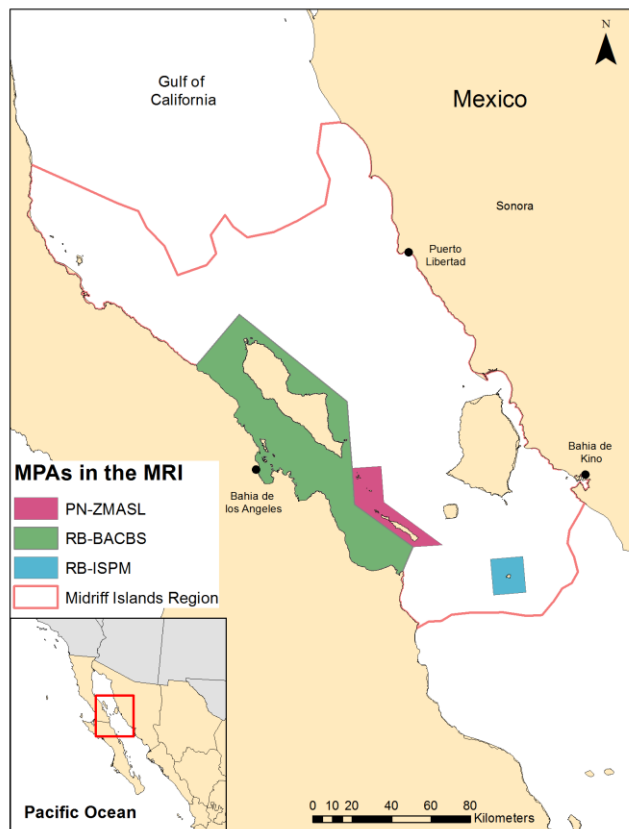 N
Gulf of
California
Mexico
Sonora
Puerto
Libertad
Bahia de
Kino
Bahia de
los Angeles
MPAs in the MRI
PN-ZMASL
RB-BACBS
RB-ISPM
Midriff Islands Region
Pacific Ocean
0 10 20 40 60 80
Kilometers